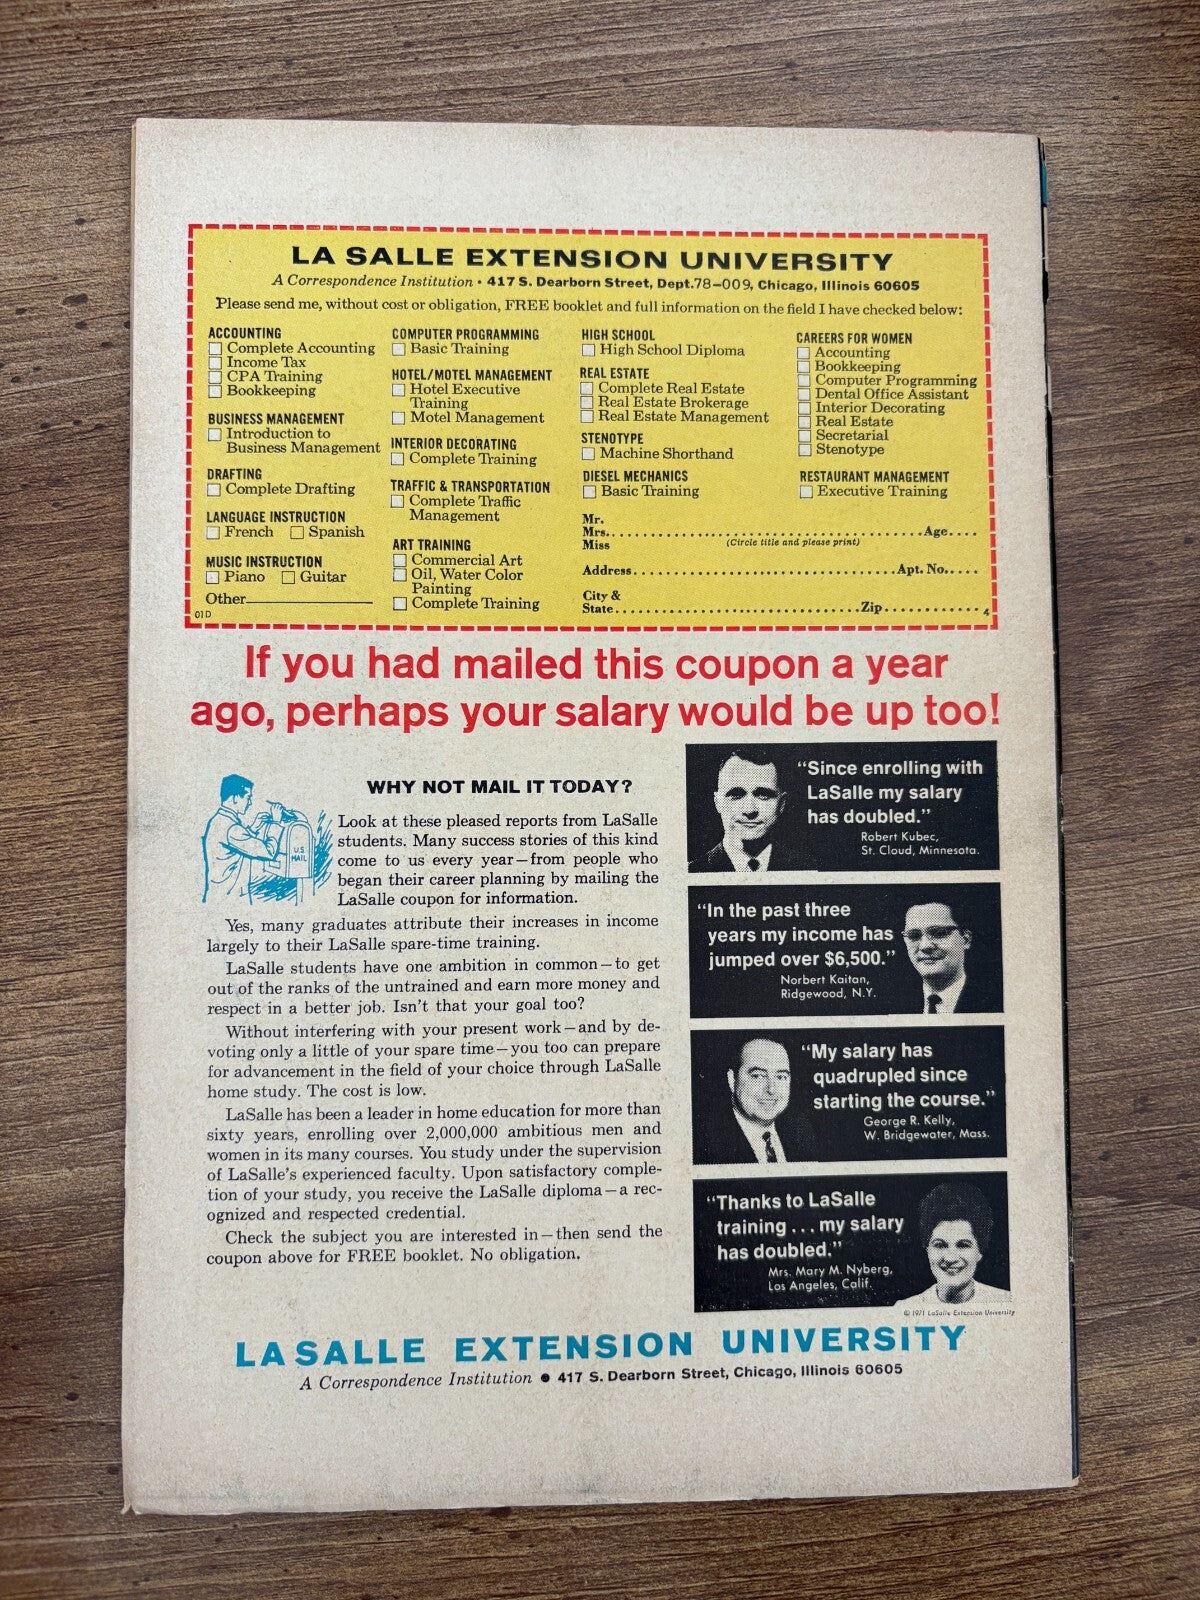 LA SALLE EXTENSION UNIVERSITY
A Correspondence Institution • 417 S. Dearborn Street, Dept.78-009, Chicago, Illinois 60605
Please send me, without cost or obligation, FREE booklet and full information on the field I have checked below:
ACCOUNTING
Complete Accounting
Income Tax
CPA Training
Bookkeeping
BUSINESS MANAGEMENT
Introduction to
Business Management
DRAFTING
Complete Drafting
LANGUAGE INSTRUCTION
French Spanish
MUSIC INSTRUCTION
Piano Guitar
Other
01D
COMPUTER PROGRAMMING
Basic Training
HOTEL/MOTEL MANAGEMENT
Hotel Executive
Training
Motel Management
INTERIOR DECORATING
Complete Training
TRAFFIC & TRANSPORTATION
Complete Traffic
Management
ART TRAINING
Commercial Art
Oil, Water Color
Painting
Complete Training
HIGH SCHOOL
High School Diploma
REAL ESTATE
Complete Real Estate
Real Estate Brokerage
Real Estate Management
STENOTYPE
Machine Shorthand
DIESEL MECHANICS
Basic Training
CAREERS FOR WOMEN
Accounting
Bookkeeping
Computer Programming
Dental Office Assistant
Interior Decorating
Real Estate
Secretarial
Stenotype
RESTAURANT MANAGEMENT
Executive Training
Mr.
Mrs. Age
Miss (Circle title and please print)
Address Apt. No.
City &
State Zip 4
If you had mailed this coupon a year
ago, perhaps your salary would be up too!
U.S.
MAIL
WHY NOT MAIL IT TODAY?
Look at these pleased reports from LaSalle
students. Many success stories of this kind
come to us every year—from people who
began their career planning by mailing the
LaSalle coupon for information.
Yes, many graduates attribute their increases in income
largely to their LaSalle spare-time training.
LaSalle students have one ambition in common—to get
out of the ranks of the untrained and earn more money and
respect in a better job. Isn't that your goal too?
Without interfering with your present work—and by de-
voting only a little of your spare time—you too can prepare
for advancement in the field of your choice through LaSalle
home study. The cost is low.
LaSalle has been a leader in home education for more than
sixty years, enrolling over 2,000,000 ambitious men and
women in its many courses. You study under the supervision
of LaSalle's experienced faculty. Upon satisfactory comple-
tion of your study, you receive the LaSalle diploma—a rec-
ognized and respected credential.
Check the subject you are interested in—then send the
coupon above for FREE booklet. No obligation.
"Since enrolling with
LaSalle my salary
has doubled."
Robert Kubec,
St. Cloud, Minnesota.
"In the past three
years my income has
jumped over $6,500."
Norbert Kaitan,
Ridgewood, N.Y.
"My salary has
quadrupled since
starting the course."
George R. Kelly,
W. Bridgewater, Mass.
"Thanks to LaSalle
training . . . my salary
has doubled."
Mrs. Mary M. Nyberg,
Los Angeles, Calif.
© 1971 LaSalle Extension University
LASALLE EXTENSION UNIVERSITY
A Correspondence Institution • 417 S. Dearborn Street, Chicago, Illinois 60605